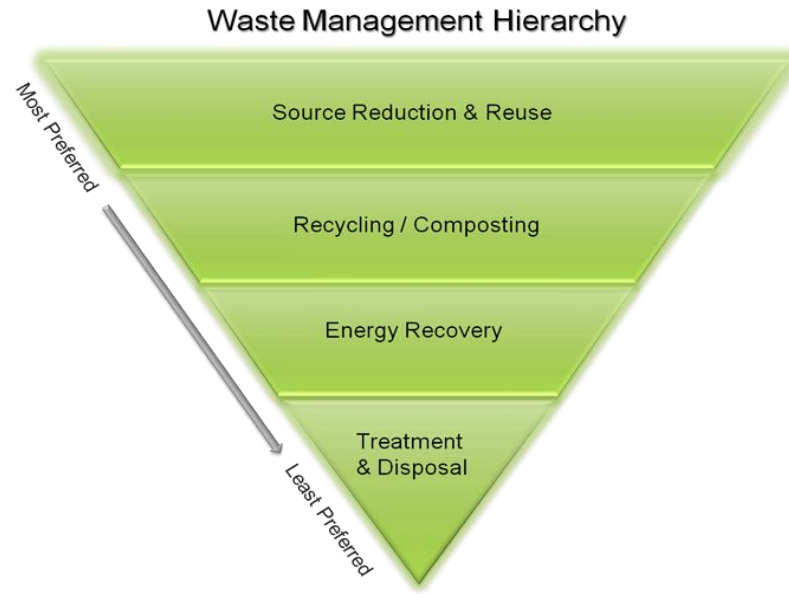 Waste Management Hierarchy
Most Preferred
Source Reduction & Reuse
Recycling / Composting
Energy Recovery
Treatment
& Disposal
Least Preferred